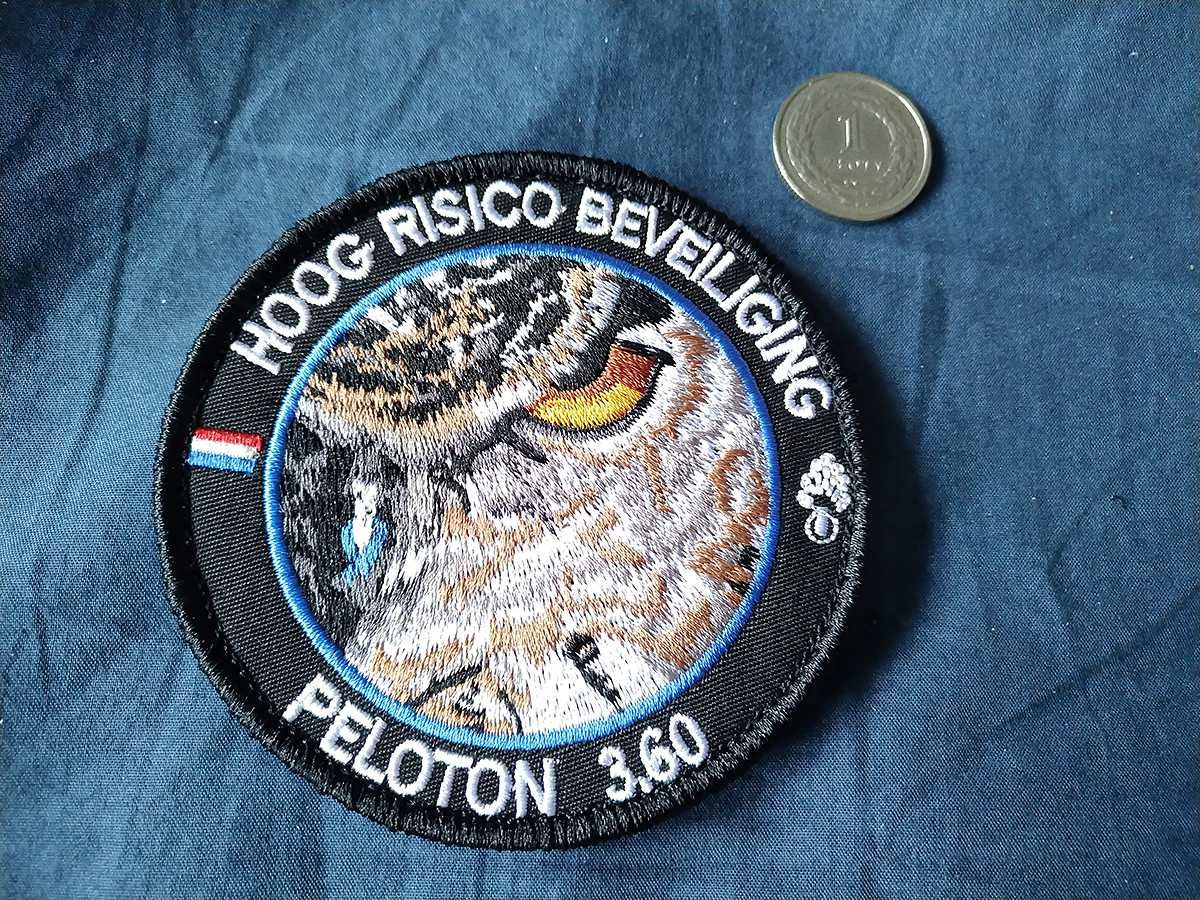 HOOG RISICO BEVEILIGING
PELOTON 3.60
1